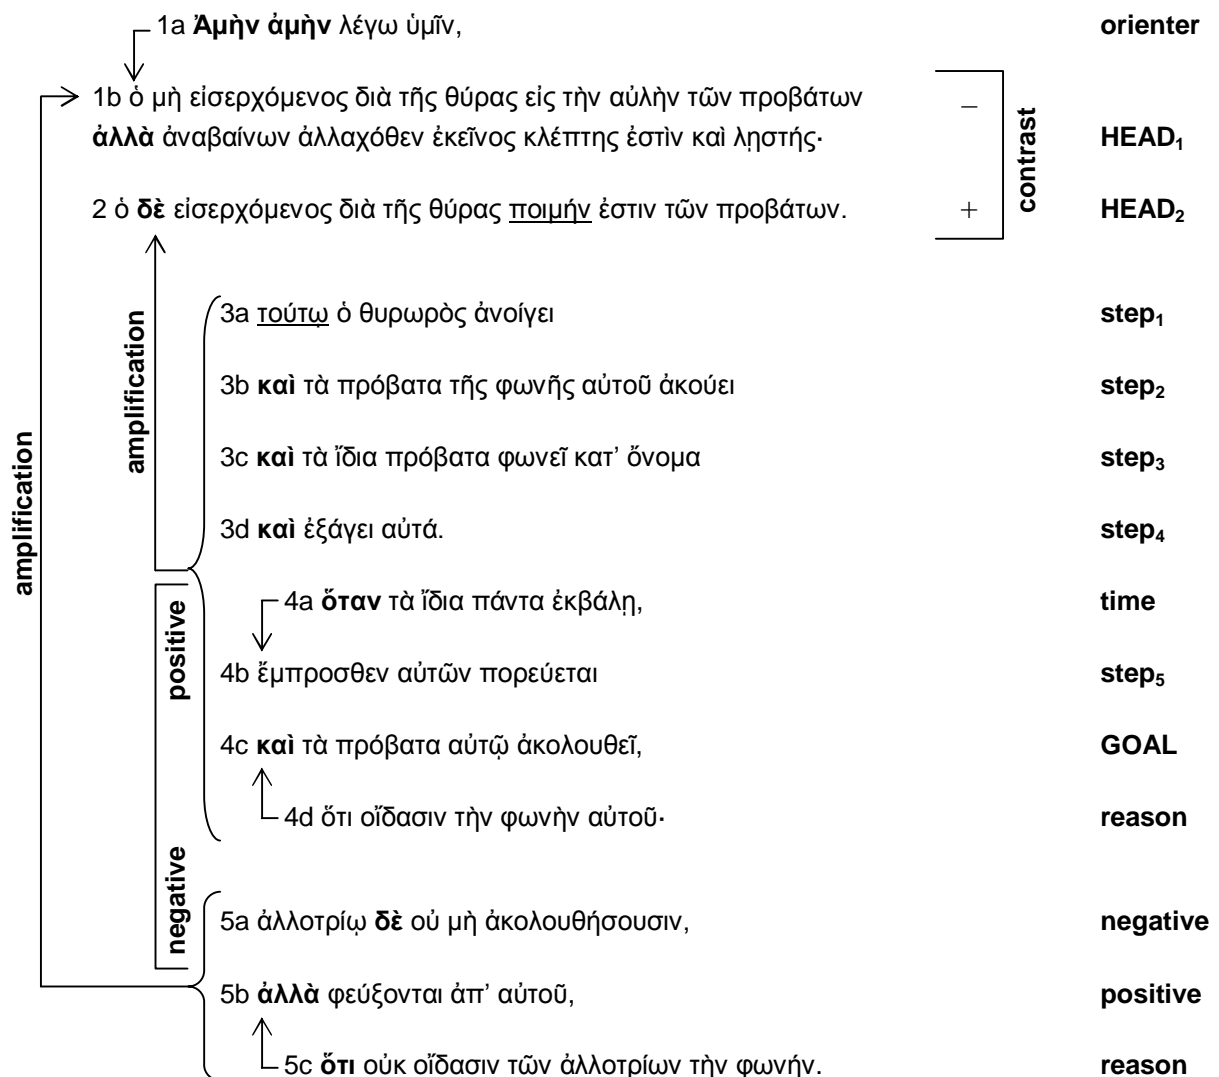 1a Ἀμὴν ἀμὴν λέγω ὑμῖν, orienter
1b ὁ μὴ εἰσερχόμενος διὰ τῆς θύρας εἰς τὴν αὐλὴν τῶν προβάτων –
ἀλλὰ ἀναβαίνων ἀλλαχόθεν ἐκεῖνος κλέπτης ἐστὶν καὶ λῃστής· HEAD₁
contrast
2 ὁ δὲ εἰσερχόμενος διὰ τῆς θύρας ποιμήν ἐστιν τῶν προβάτων. + HEAD₂
amplification
amplification
3a τούτῳ ὁ θυρωρὸς ἀνοίγει step₁
3b καὶ τὰ πρόβατα τῆς φωνῆς αὐτοῦ ἀκούει step₂
3c καὶ τὰ ἴδια πρόβατα φωνεῖ κατ’ ὄνομα step₃
3d καὶ ἐξάγει αὐτά. step₄
positive
4a ὅταν τὰ ἴδια πάντα ἐκβάλῃ, time
4b ἔμπροσθεν αὐτῶν πορεύεται step₅
4c καὶ τὰ πρόβατα αὐτῷ ἀκολουθεῖ, GOAL
4d ὅτι οἴδασιν τὴν φωνὴν αὐτοῦ· reason
negative
5a ἀλλοτρίῳ δὲ οὐ μὴ ἀκολουθήσουσιν, negative
5b ἀλλὰ φεύξονται ἀπ’ αὐτοῦ, positive
5c ὅτι οὐκ οἴδασιν τῶν ἀλλοτρίων τὴν φωνήν. reason